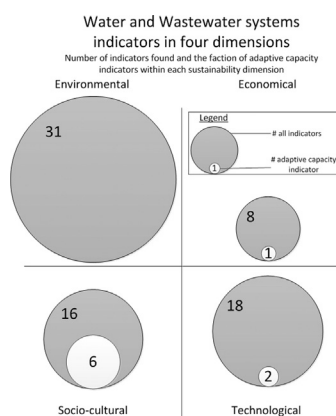 Water and Wastewater systems
indicators in four dimensions
Number of indicators found and the faction of adaptive capacity
indicators within each sustainability dimension
Environmental
Economical
31
Legend
# all indicators
1
# adaptive capacity
indicator
8
1
16
6
18
2
Socio-cultural
Technological